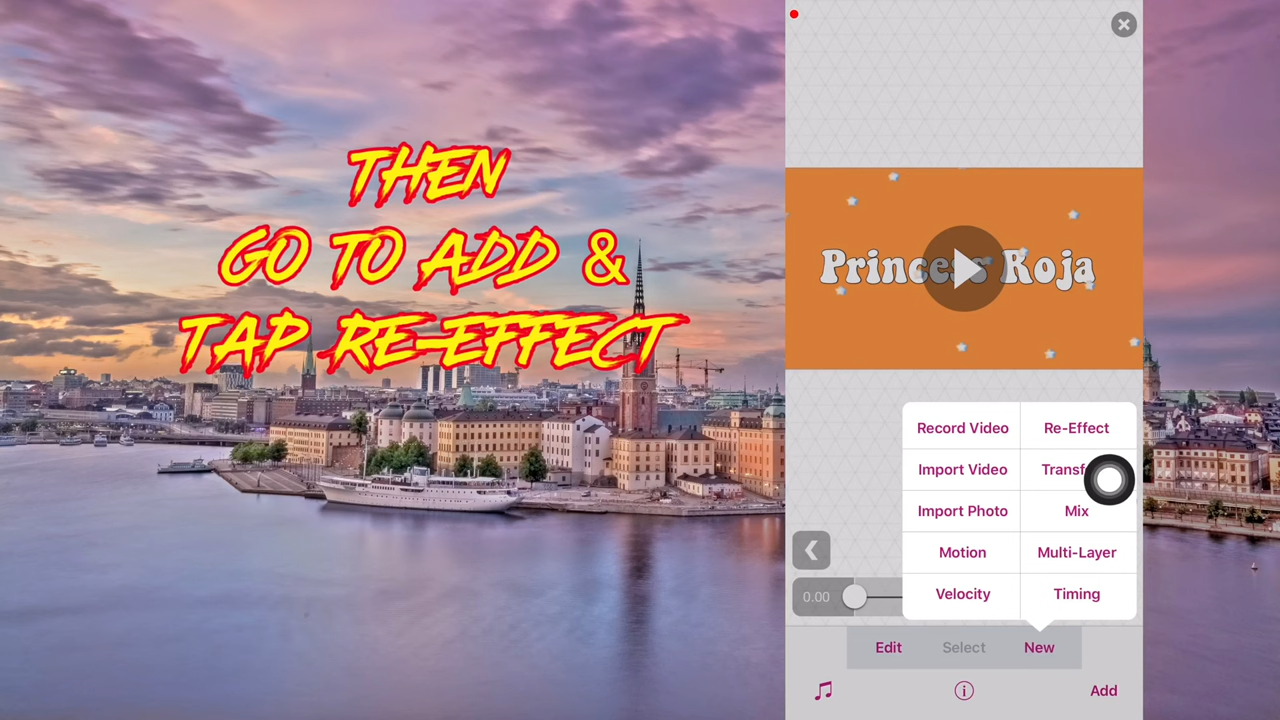 THEN
GO TO ADD &
TAP RE-EFFECT
Princess Roja
Record Video
Re-Effect
Import Video
Import Photo
Mix
Motion
Multi-Layer
Velocity
Timing
0.00
Edit
Select
New
Add